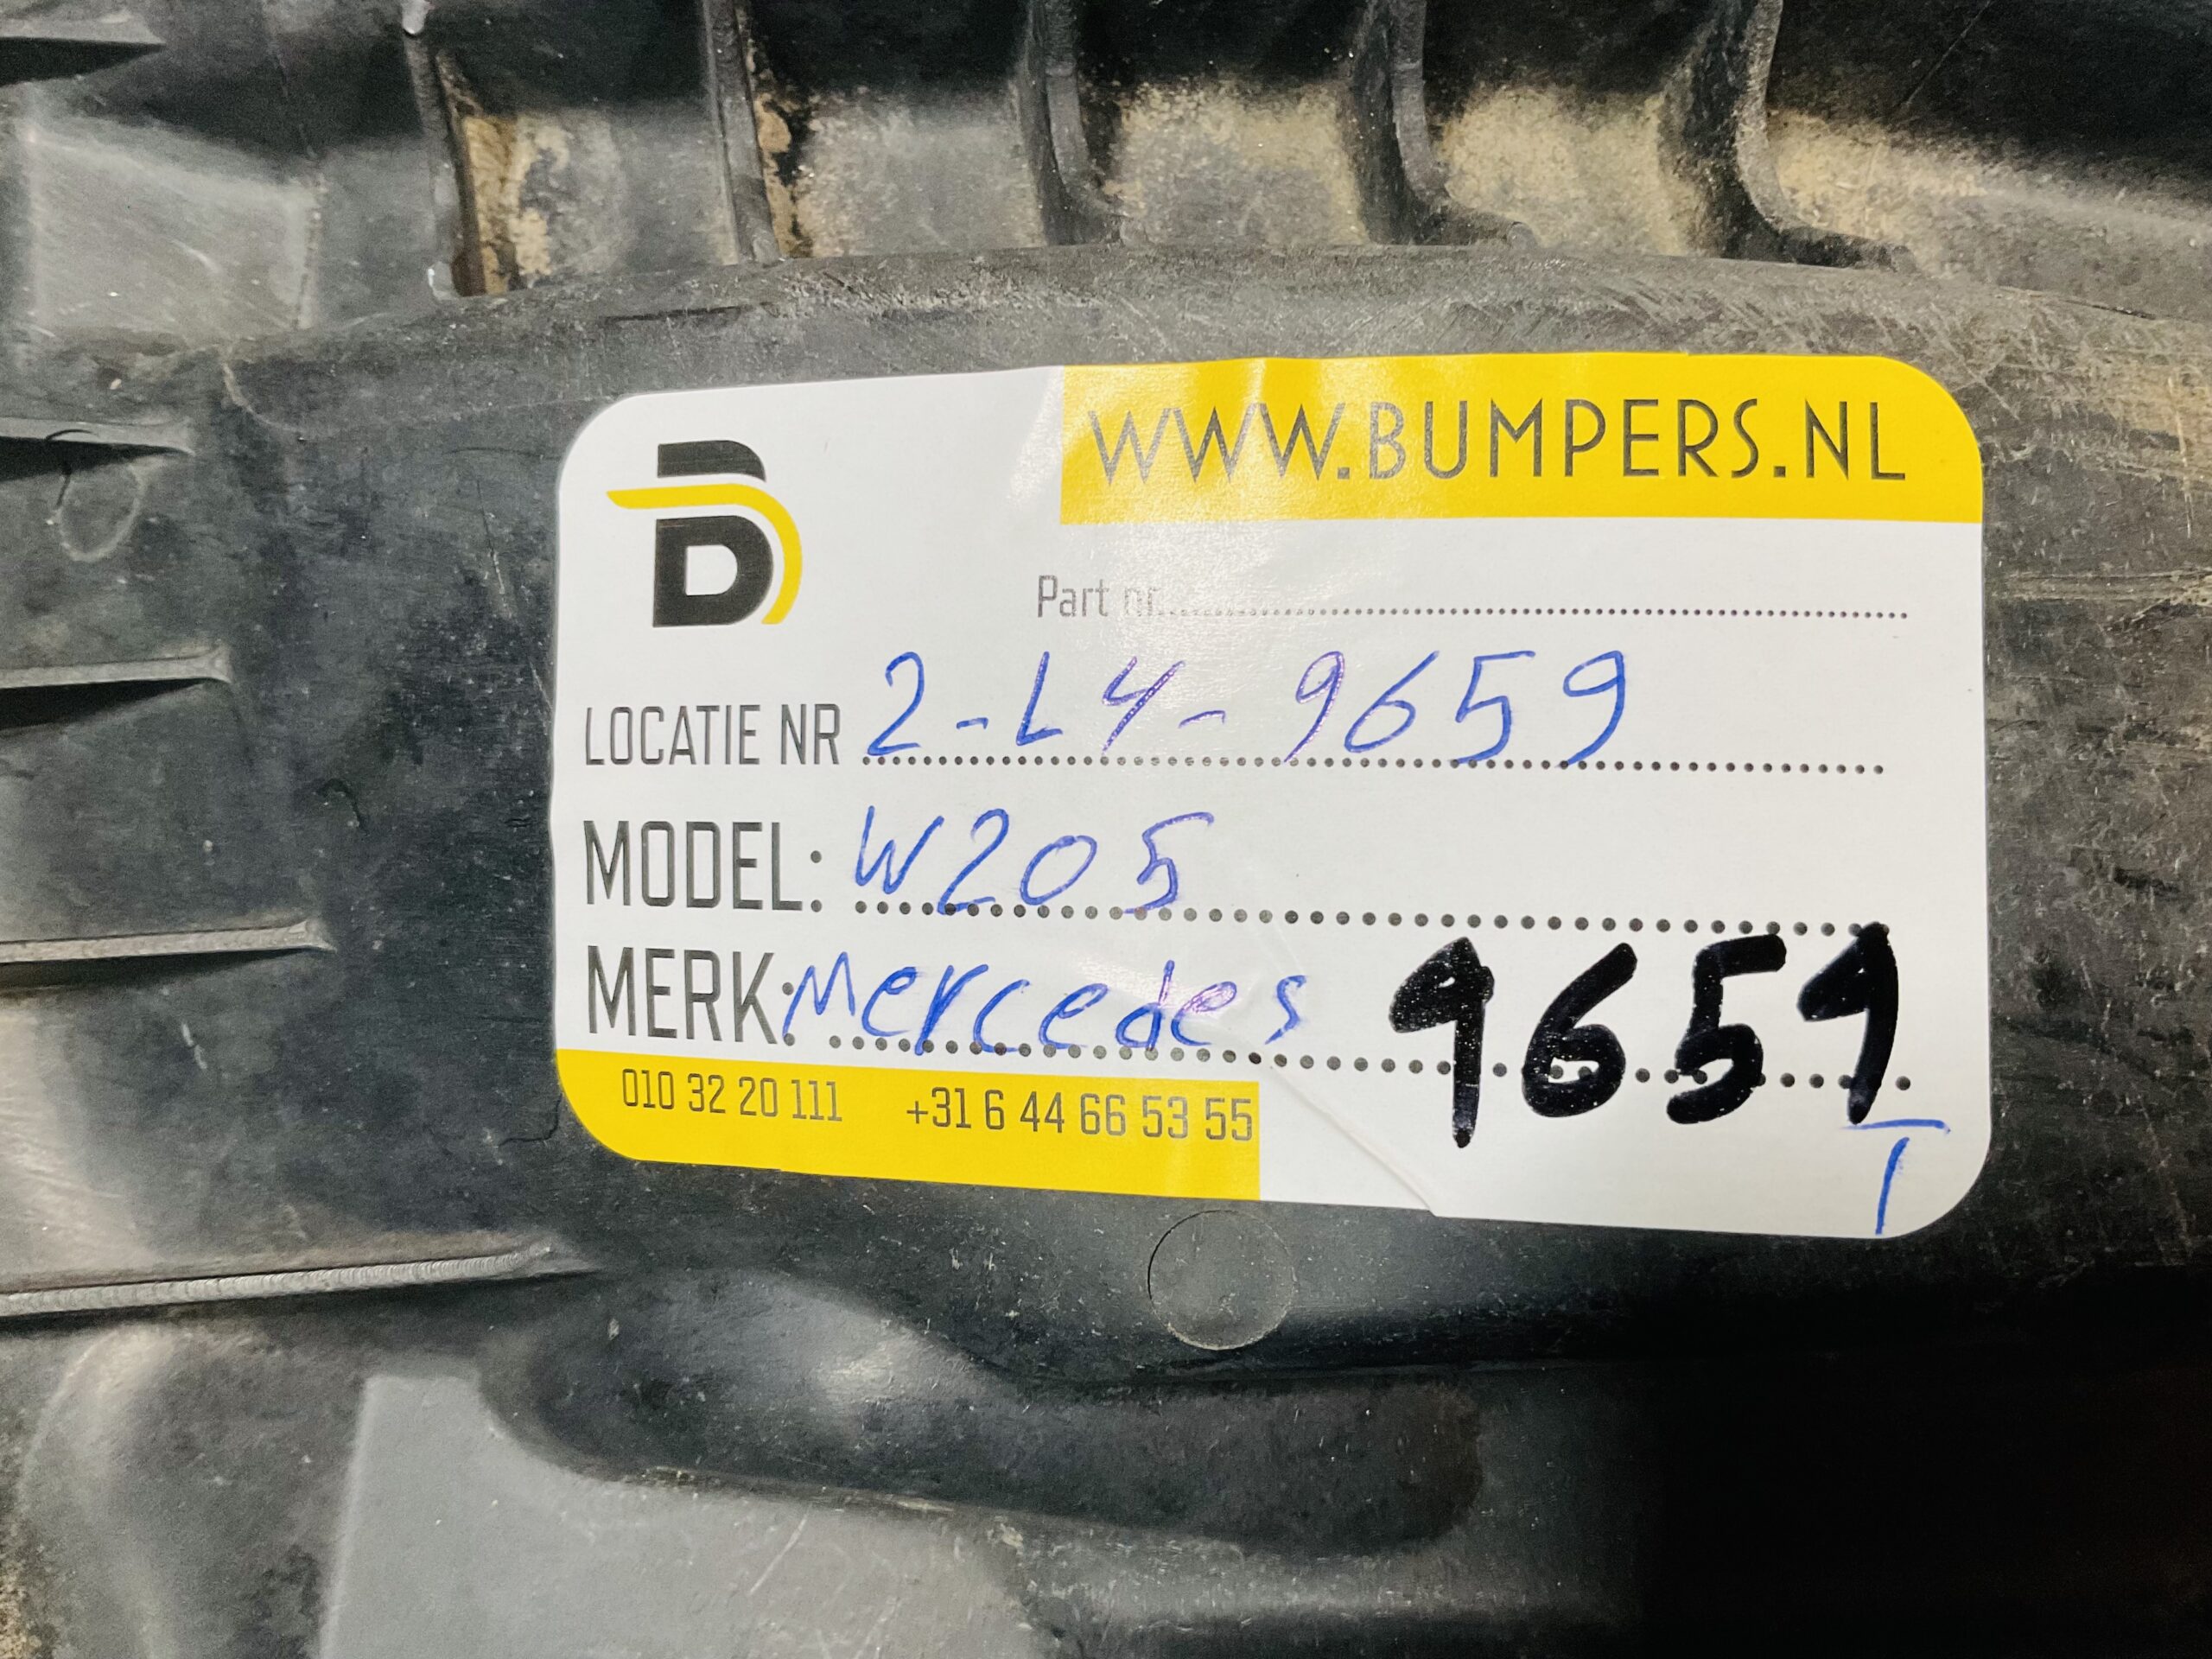 WWW.BUMPERS.NL
Part nr.
LOCATIE NR 2-L4-9659
MODEL: W205
MERK: Mercedes 9659
010 32 20 111 +31 6 44 66 53 55
T